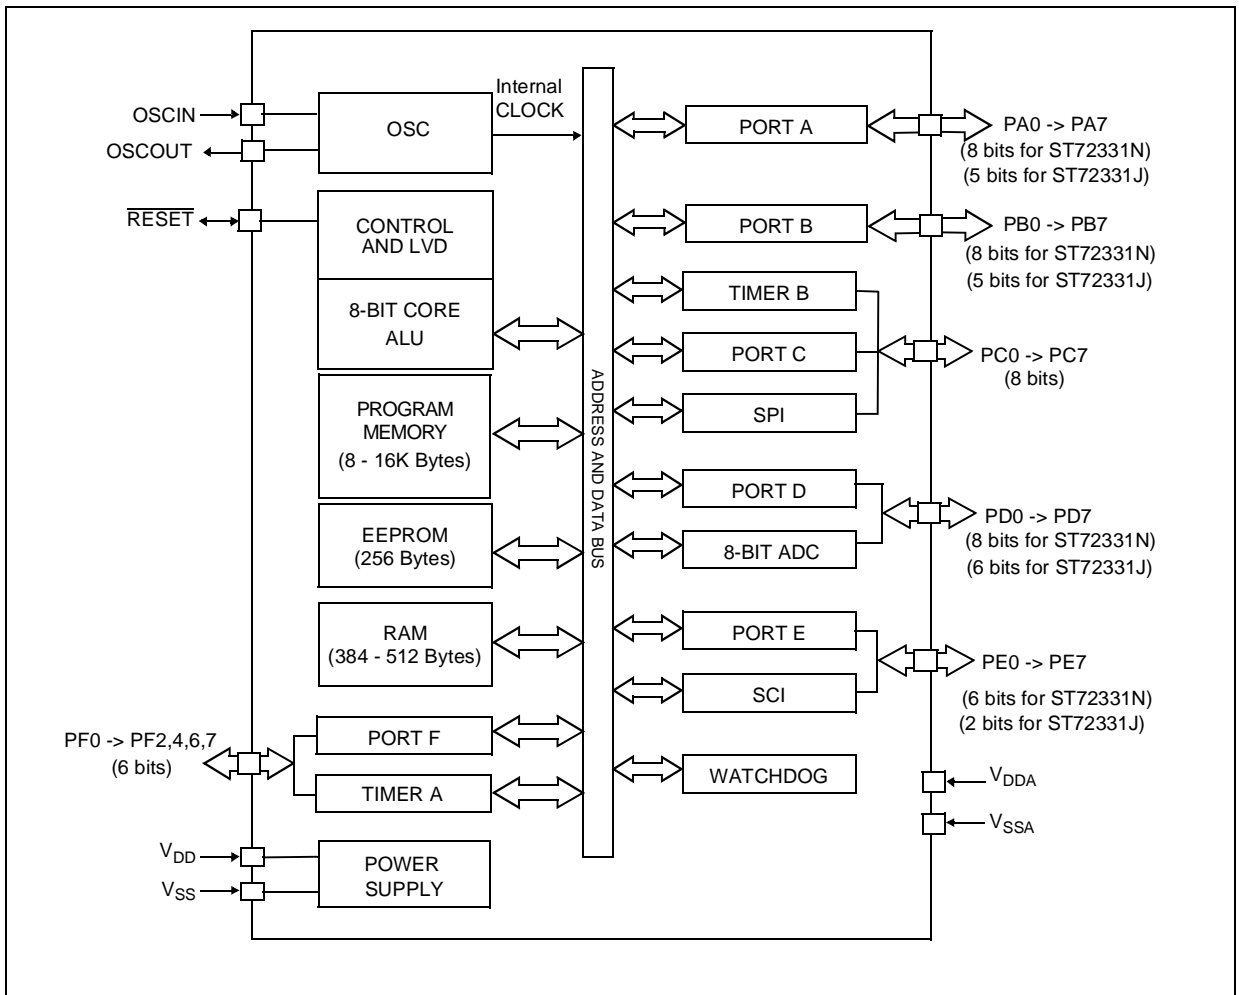 OSCIN
OSCOUT
RESET
OSC
Internal
CLOCK
CONTROL
AND LVD
8-BIT CORE
ALU
PROGRAM
MEMORY
(8 - 16K Bytes)
EEPROM
(256 Bytes)
RAM
(384 - 512 Bytes)
PF0 -> PF2,4,6,7
(6 bits)
PORT F
TIMER A
VDD
VSS
POWER
SUPPLY
ADDRESS AND DATA BUS
PORT A
PA0 -> PA7
(8 bits for ST72331N)
(5 bits for ST72331J)
PORT B
PB0 -> PB7
(8 bits for ST72331N)
(5 bits for ST72331J)
TIMER B
PORT C
SPI
PC0 -> PC7
(8 bits)
PORT D
8-BIT ADC
PD0 -> PD7
(8 bits for ST72331N)
(6 bits for ST72331J)
PORT E
SCI
PE0 -> PE7
(6 bits for ST72331N)
(2 bits for ST72331J)
WATCHDOG
VDDA
VSSA